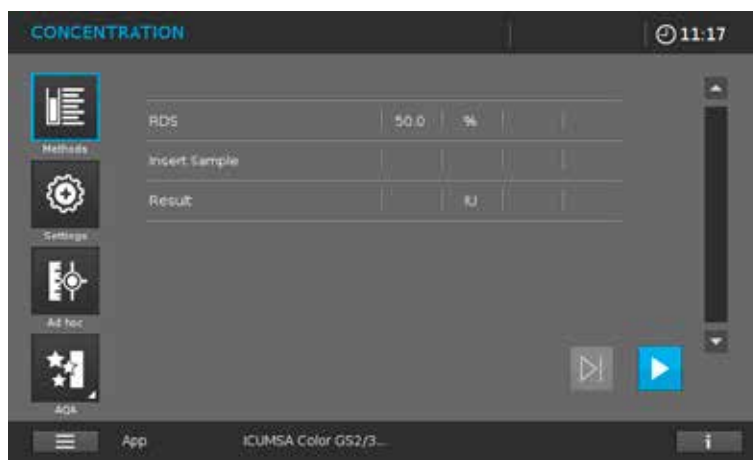 CONCENTRATION
11:17
Methods
RDS 50.0 %
Insert Sample
Result IU
Settings
Ad hoc
AQA
App ICUMSA Color GS2/3...
i